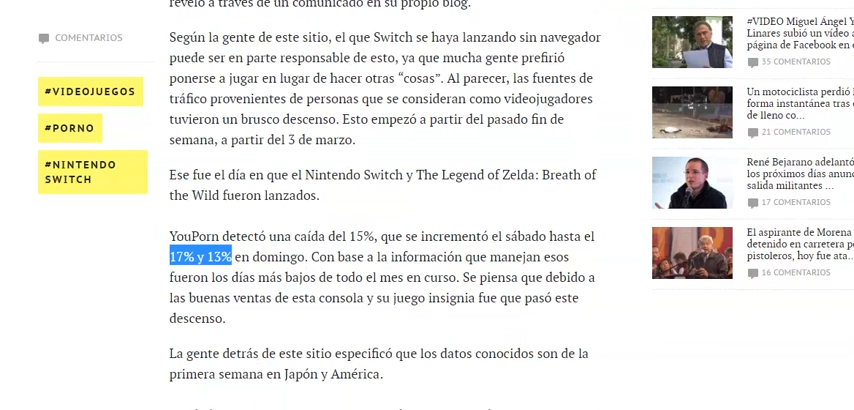 reveló a través de un comunicado en su propio blog.
COMENTARIOS
#VIDEOJUEGOS
#PORNO
#NINTENDO
SWITCH
Según la gente de este sitio, el que Switch se haya lanzando sin navegador
puede ser en parte responsable de esto, ya que mucha gente prefirió
ponerse a jugar en lugar de hacer otras “cosas”. Al parecer, las fuentes de
tráfico provenientes de personas que se consideran como videojugadores
tuvieron un brusco descenso. Esto empezó a partir del pasado fin de
semana, a partir del 3 de marzo.
Ese fue el día en que el Nintendo Switch y The Legend of Zelda: Breath of
the Wild fueron lanzados.
YouPorn detectó una caída del 15%, que se incrementó el sábado hasta el
17% y 13% en domingo. Con base a la información que manejan esos
fueron los días más bajos de todo el mes en curso. Se piensa que debido a
las buenas ventas de esta consola y su juego insignia fue que pasó este
descenso.
La gente detrás de este sitio especificó que los datos conocidos son de la
primera semana en Japón y América.
#VIDEO Miguel Ángel Y
Linares subió un vídeo a
página de Facebook en
35 COMENTARIOS
Un motociclista perdió l
forma instantánea tras
de lleno co...
21 COMENTARIOS
René Bejarano adelantó
los próximos días anun
salida militantes ...
17 COMENTARIOS
El aspirante de Morena
detenido en carretera p
pistoleros, hoy fue ata...
16 COMENTARIOS